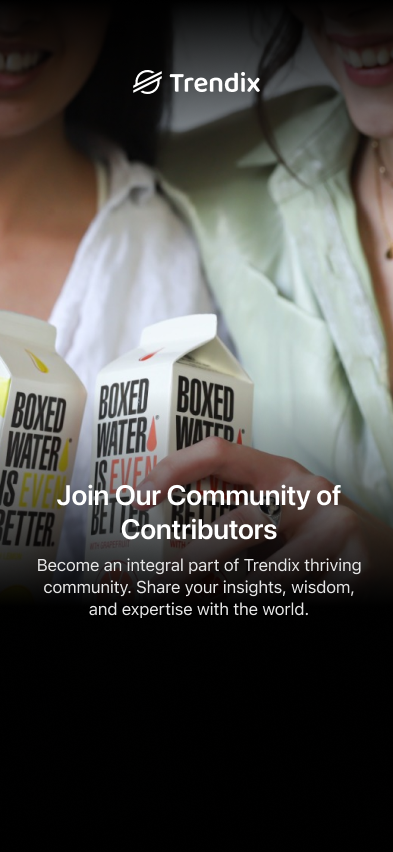 Trendix
BOXED
WATER
IS EVEN
BETTER.
BOXED
WATER
IS EVEN
BETTER
BOXED
WATER
Join Our Community of
Contributors
Become an integral part of Trendix thriving
community. Share your insights, wisdom,
and expertise with the world.